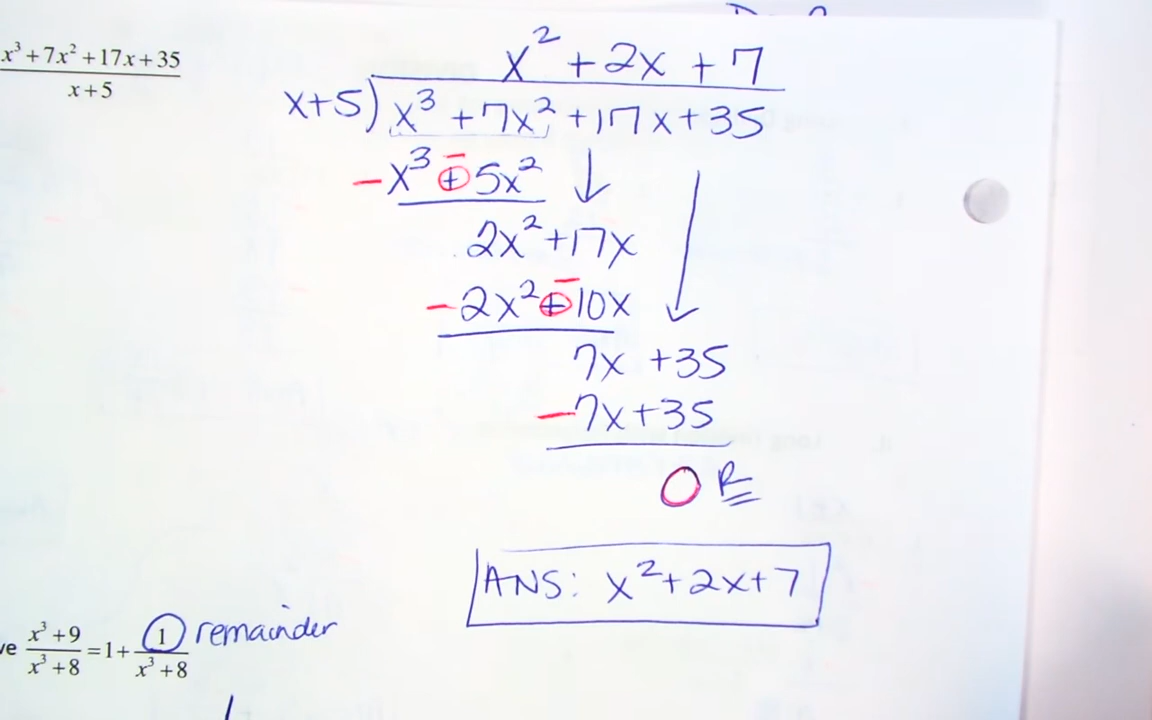 x³+7x²+17x+35
x+5
x² + 2x + 7
x+5)x³ + 7x² + 17x + 35
- x³ + - 5x²
2x² + 17x
- 2x² + - 10x
7x + 35
- 7x + 35
0 R
ANS: x² + 2x + 7
x³+9 / x³+8 = 1 + 1 / x³+8 remainder